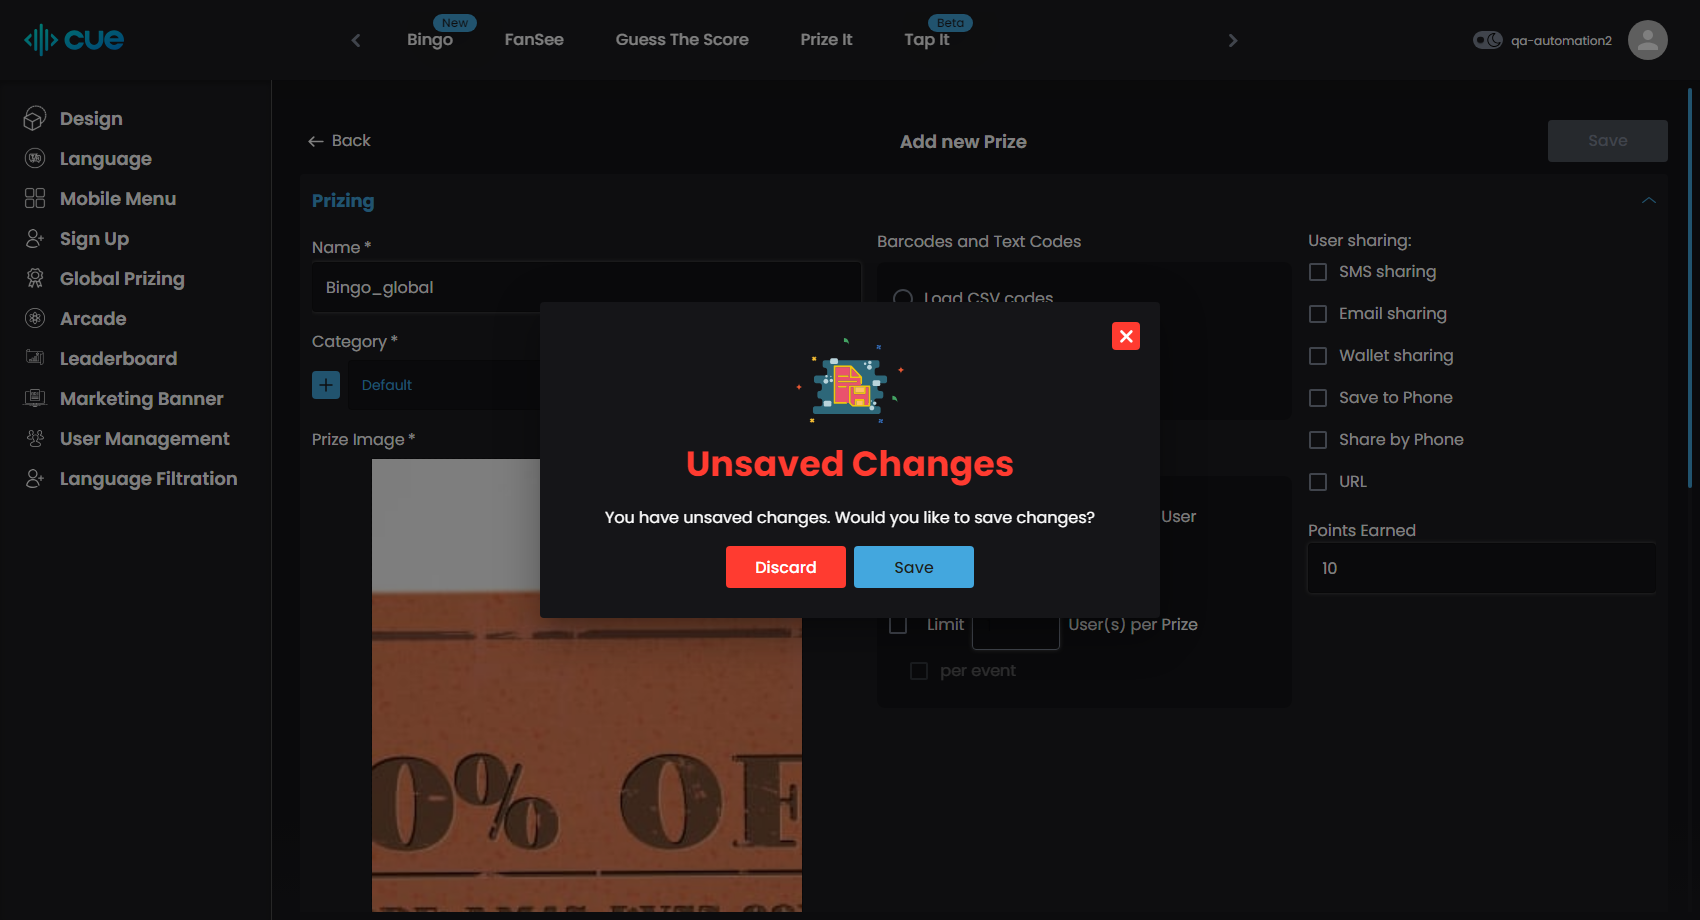 cue
Bingo
New
FanSee
Guess The Score
Prize It
Tap It
Beta
qa-automation2
Design
Language
Mobile Menu
Sign Up
Global Prizing
Arcade
Leaderboard
Marketing Banner
User Management
Language Filtration
Back
Add new Prize
Save
Prizing
Name *
Bingo_global
Category *
Default
Prize Image *
0% OF
Barcodes and Text Codes
Load CSV codes
User
Limit
User(s) per Prize
per event
User sharing:
SMS sharing
Email sharing
Wallet sharing
Save to Phone
Share by Phone
URL
Points Earned
10
Unsaved Changes
You have unsaved changes. Would you like to save changes?
Discard
Save